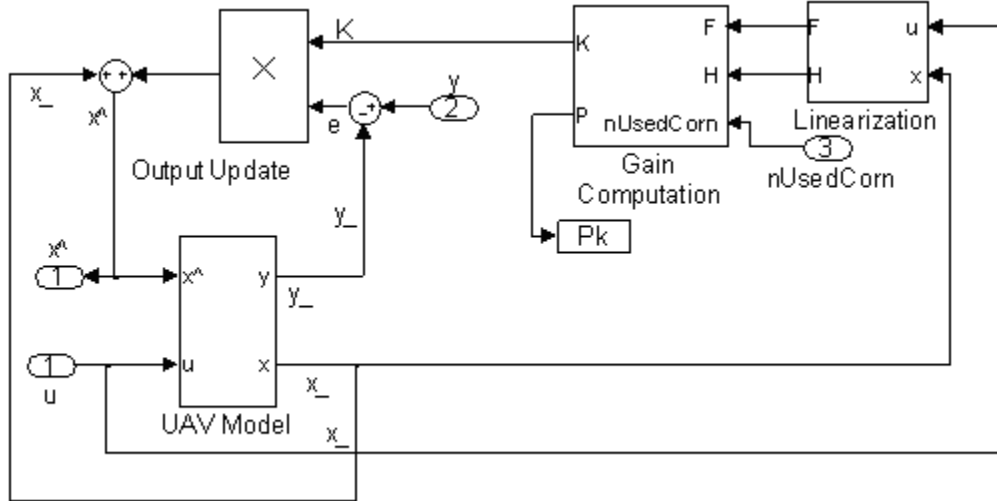 K
F
F
u
K
x_
+ +
×
y
2
- +
e
H
H
x
x^
P
nUsedCorn
Linearization
3
nUsedCorn
Output Update
Gain
Computation
y_
Pk
x^
1
x^
y
y_
1
u
u
x
x_
UAV Model
x_